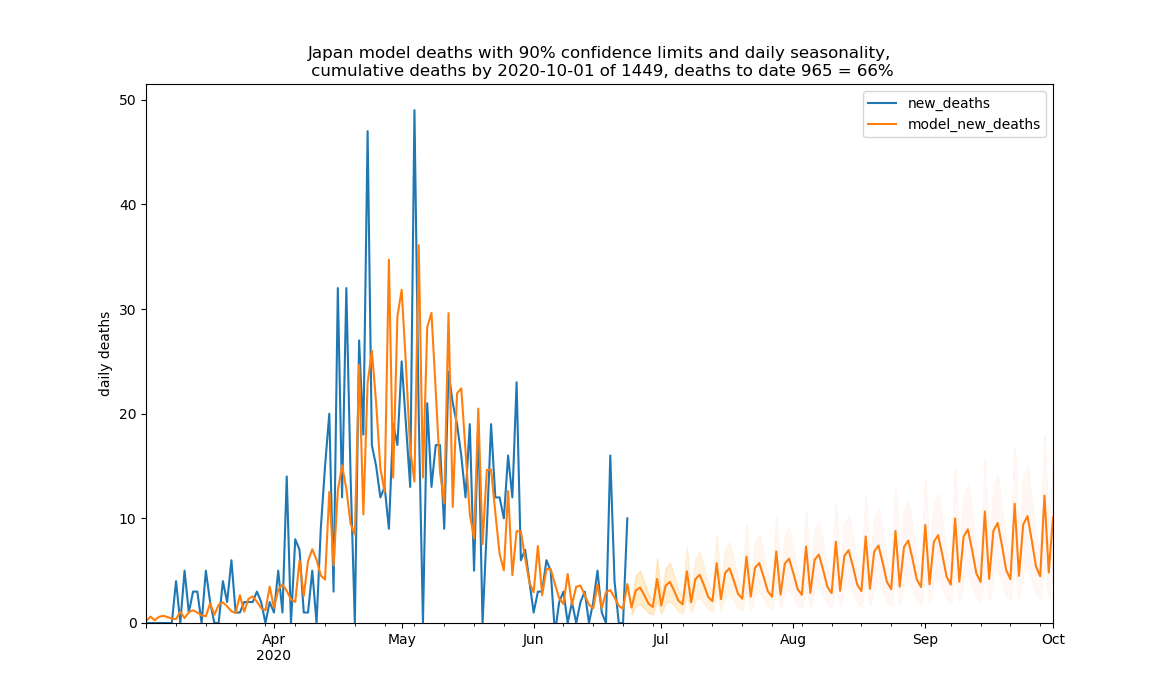 Japan model deaths with 90% confidence limits and daily seasonality,
cumulative deaths by 2020-10-01 of 1449, deaths to date 965 = 66%
50
40
30
20
10
0
daily deaths
new_deaths
model_new_deaths
Apr
2020
May
Jun
Jul
Aug
Sep
Oct